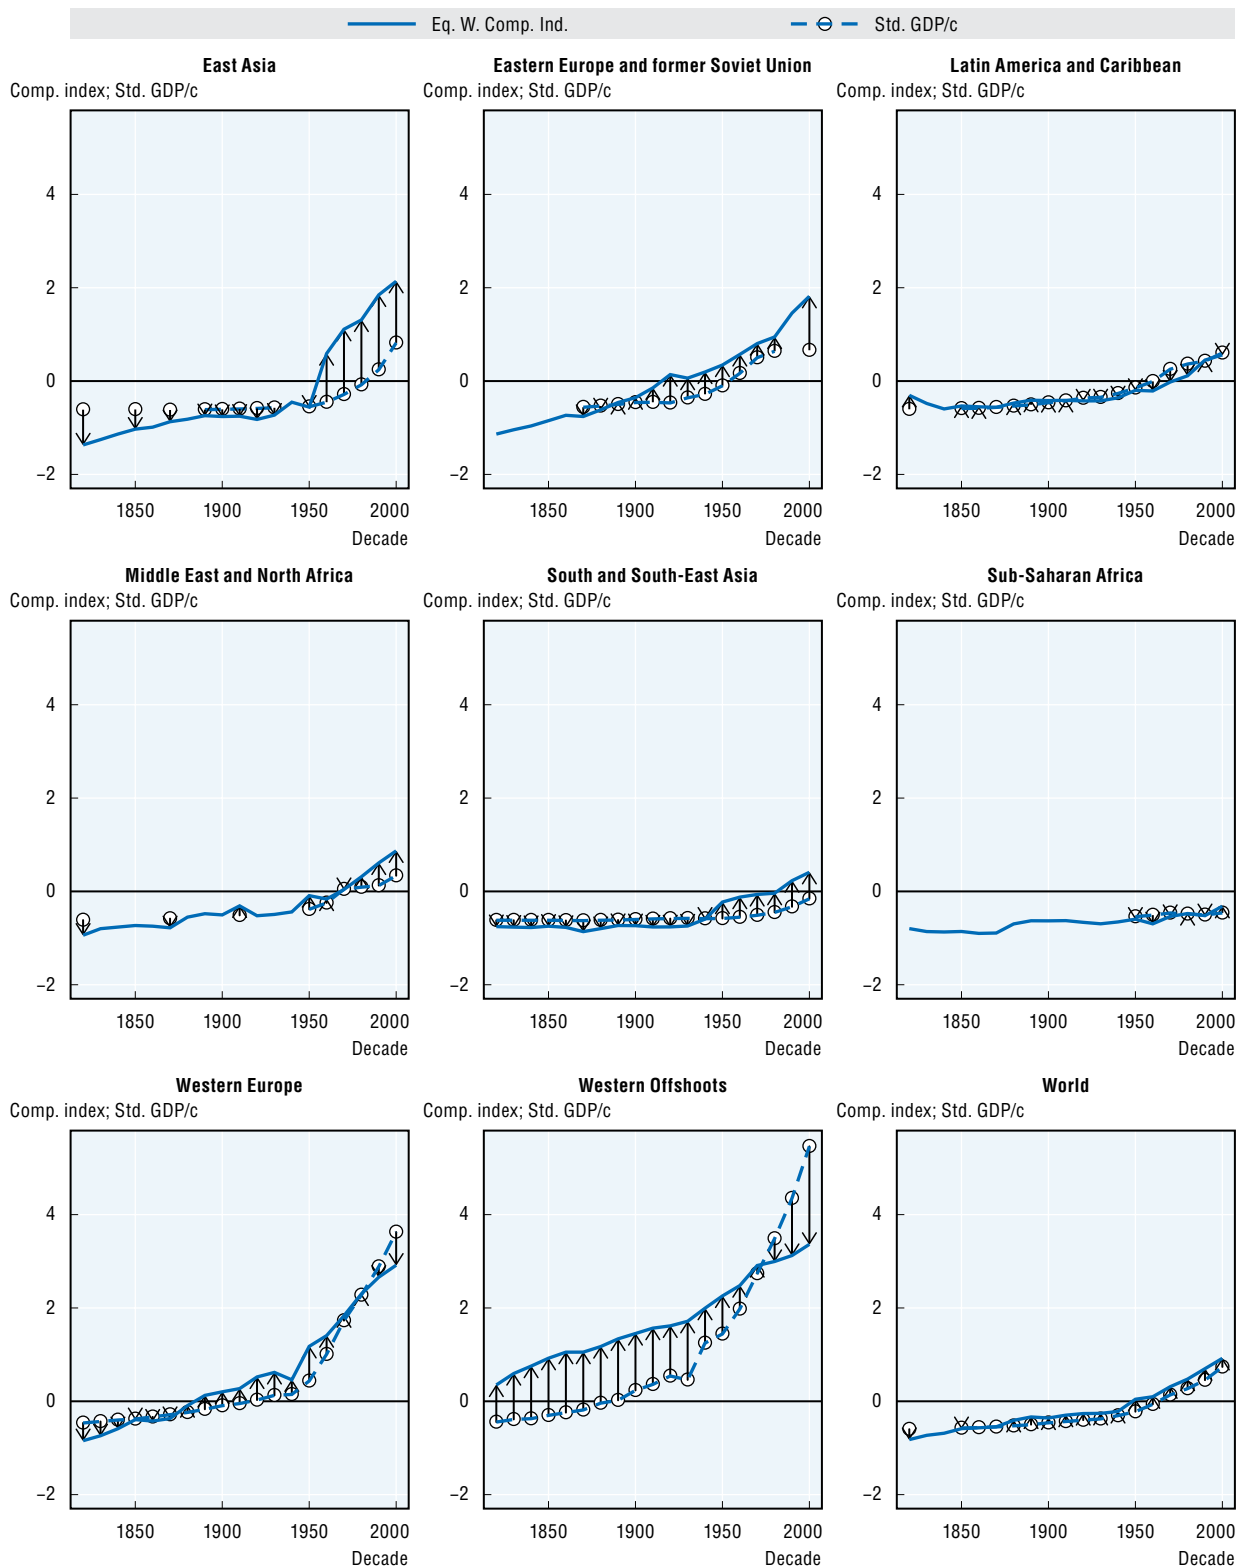 Eq. W. Comp. Ind. Std. GDP/c
East Asia Eastern Europe and former Soviet Union Latin America and Caribbean
Comp. index; Std. GDP/c Comp. index; Std. GDP/c Comp. index; Std. GDP/c
4 4 4
2 2 2
0 0 0
−2 −2 −2
1850 1900 1950 2000 1850 1900 1950 2000 1850 1900 1950 2000
Decade Decade Decade
Middle East and North Africa South and South-East Asia Sub-Saharan Africa
Comp. index; Std. GDP/c Comp. index; Std. GDP/c Comp. index; Std. GDP/c
4 4 4
2 2 2
0 0 0
−2 −2 −2
1850 1900 1950 2000 1850 1900 1950 2000 1850 1900 1950 2000
Decade Decade Decade
Western Europe Western Offshoots World
Comp. index; Std. GDP/c Comp. index; Std. GDP/c Comp. index; Std. GDP/c
4 4 4
2 2 2
0 0 0
−2 −2 −2
1850 1900 1950 2000 1850 1900 1950 2000 1850 1900 1950 2000
Decade Decade Decade